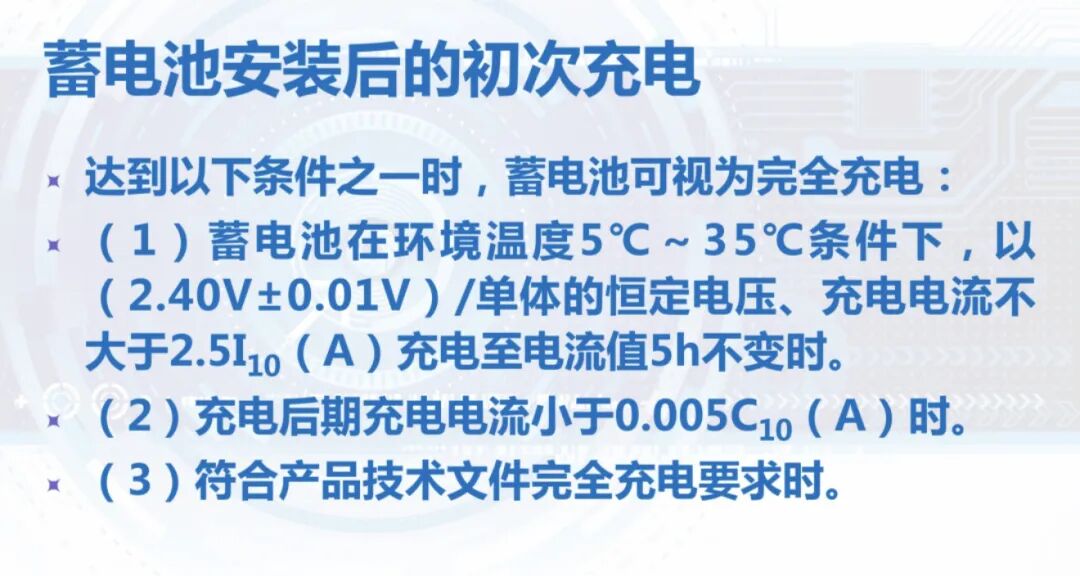 蓄电池安装后的初次充电
达到以下条件之一时，蓄电池可视为完全充电：
（1）蓄电池在环境温度5℃～35℃条件下，以
（2.40V±0.01V）/单体的恒定电压、充电电流不
大于2.5I₁₀（A）充电至电流值5h不变时。
（2）充电后期充电电流小于0.005C₁₀（A）时。
（3）符合产品技术文件完全充电要求时。